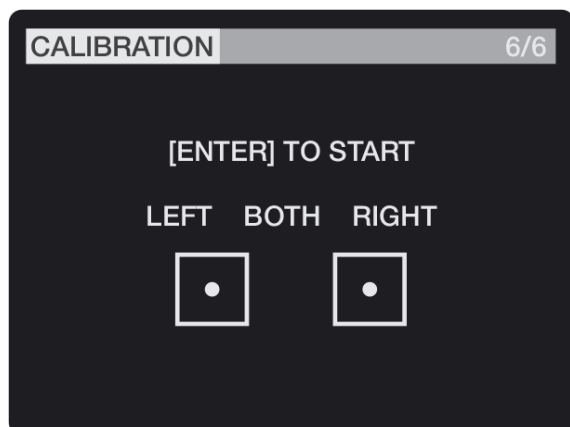 CALIBRATION 6/6
[ENTER] TO START
LEFT BOTH RIGHT